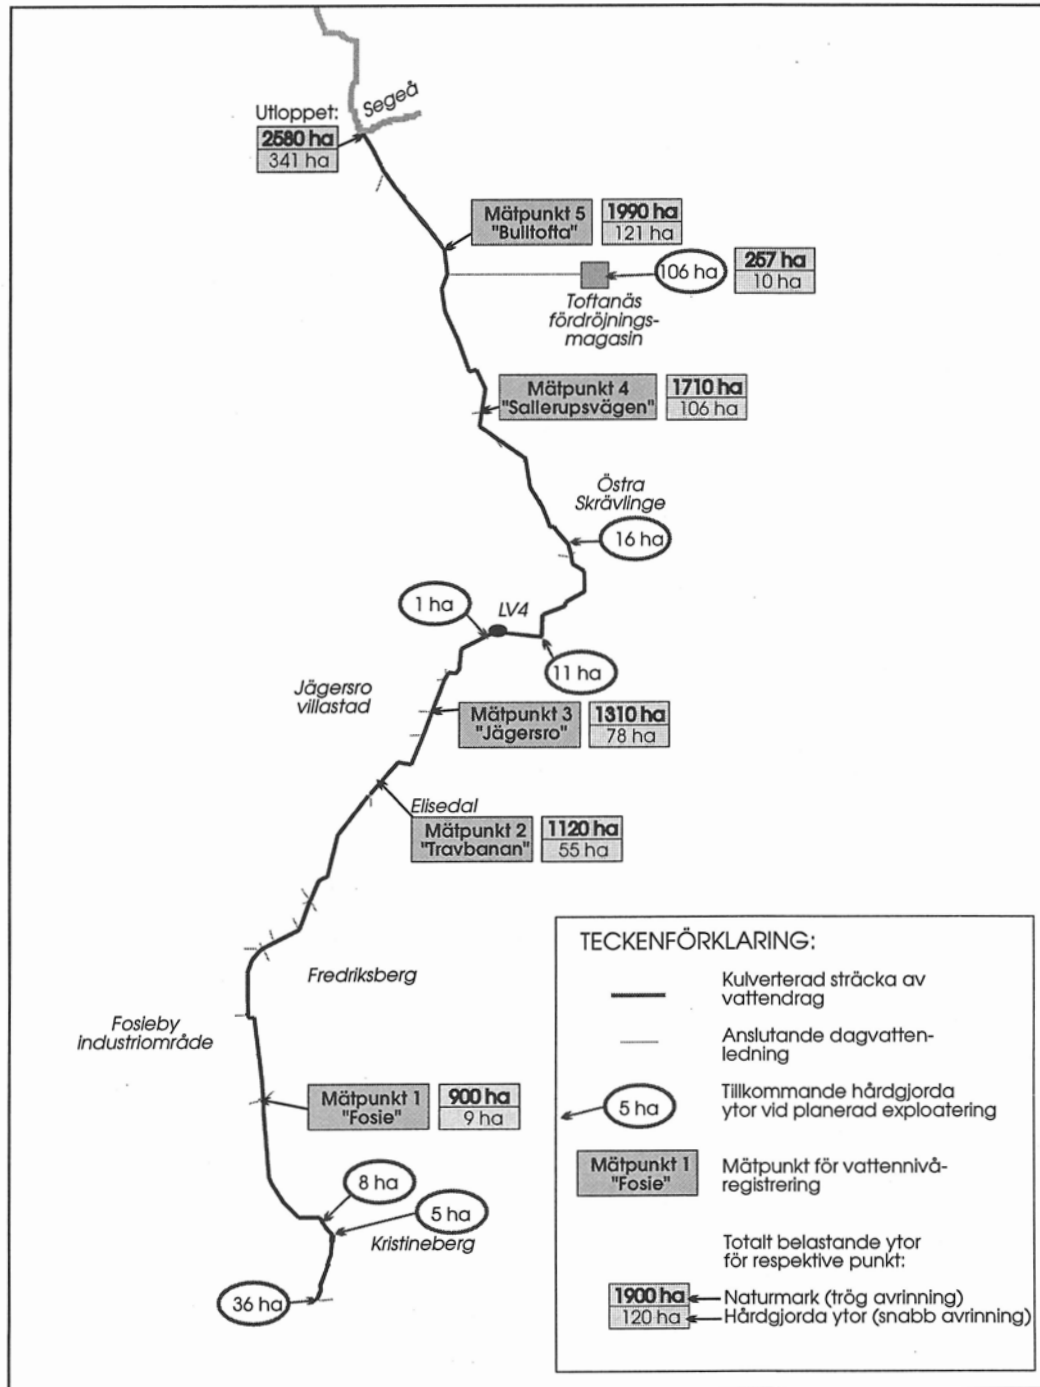 Segeå
Utloppet:
2580 ha
341 ha
Mätpunkt 5
"Bulltofta"
1990 ha
121 ha
106 ha
257 ha
10 ha
Toftanäs
fördröjnings-
magasin
Mätpunkt 4
"Sallerupsvägen"
1710 ha
106 ha
Östra
Skrävlinge
16 ha
1 ha
LV4
11 ha
Jägersro
villastad
Mätpunkt 3
"Jägersro"
1310 ha
78 ha
Elisedal
Mätpunkt 2
"Travbanan"
1120 ha
55 ha
Fredriksberg
Fosieby
industriområde
Mätpunkt 1
"Fosie"
900 ha
9 ha
8 ha
5 ha
Kristineberg
36 ha
TECKENFÖRKLARING:
Kulverterad sträcka av
vattendrag
Anslutande dagvatten-
ledning
5 ha
Tillkommande hårdgjorda
ytor vid planerad exploatering
Mätpunkt 1
"Fosie"
Mätpunkt för vattennivå-
registrering
Totalt belastande ytor
för respektive punkt:
1900 ha
Naturmark (trög avrinning)
120 ha
Hårdgjorda ytor (snabb avrinning)